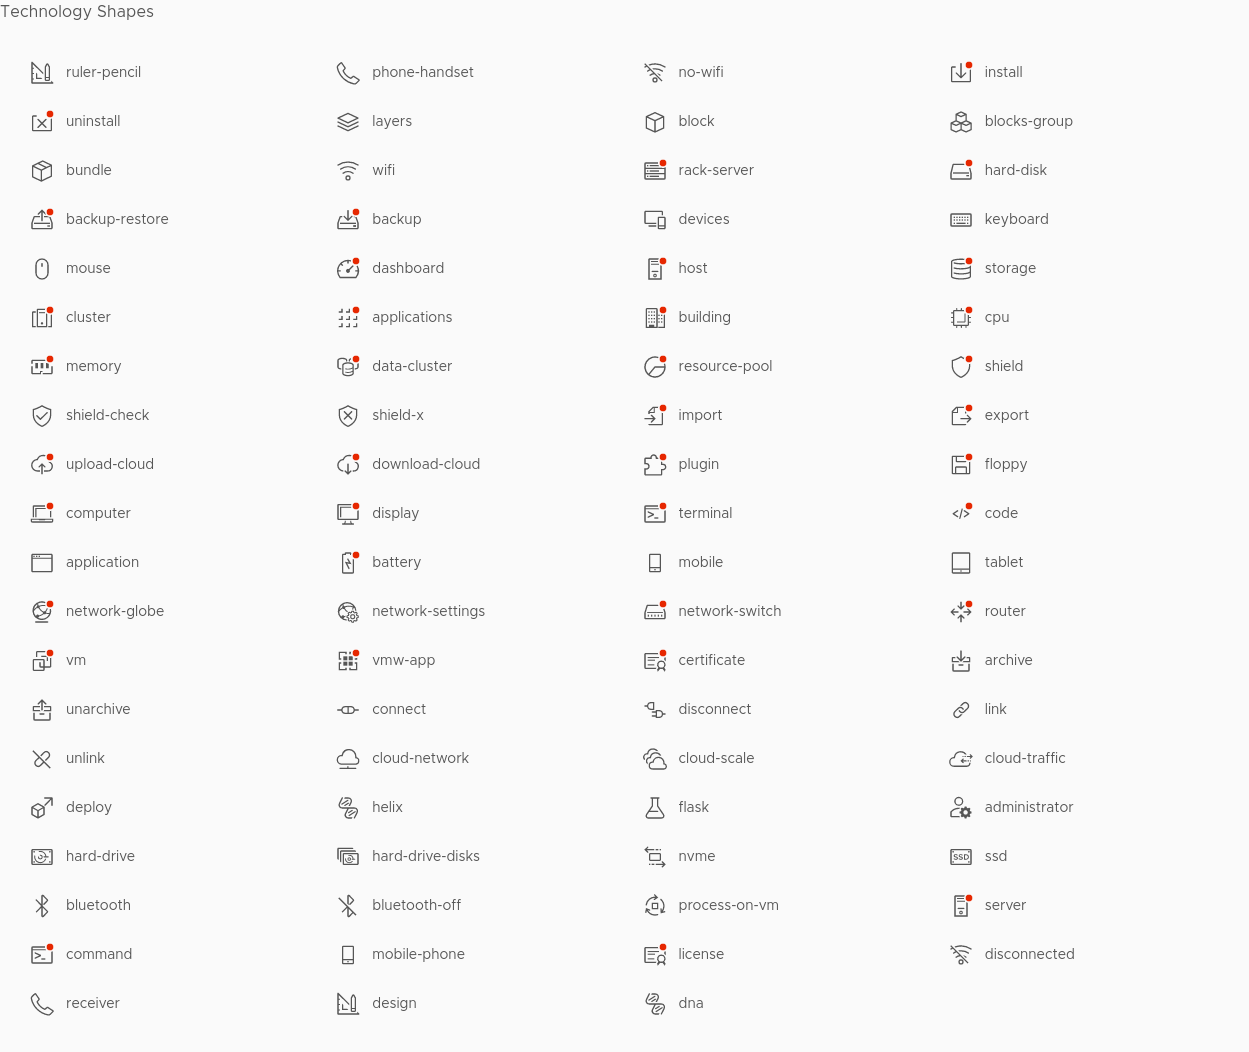 Technology Shapes
ruler-pencil phone-handset no-wifi install
uninstall layers block blocks-group
bundle wifi rack-server hard-disk
backup-restore backup devices keyboard
mouse dashboard host storage
cluster applications building cpu
memory data-cluster resource-pool shield
shield-check shield-x import export
upload-cloud download-cloud plugin floppy
computer display terminal code
application battery mobile tablet
network-globe network-settings network-switch router
vm vmw-app certificate archive
unarchive connect disconnect link
unlink cloud-network cloud-scale cloud-traffic
deploy helix flask administrator
hard-drive hard-drive-disks nvme SSD ssd
bluetooth bluetooth-off process-on-vm server
command mobile-phone license disconnected
receiver design dna